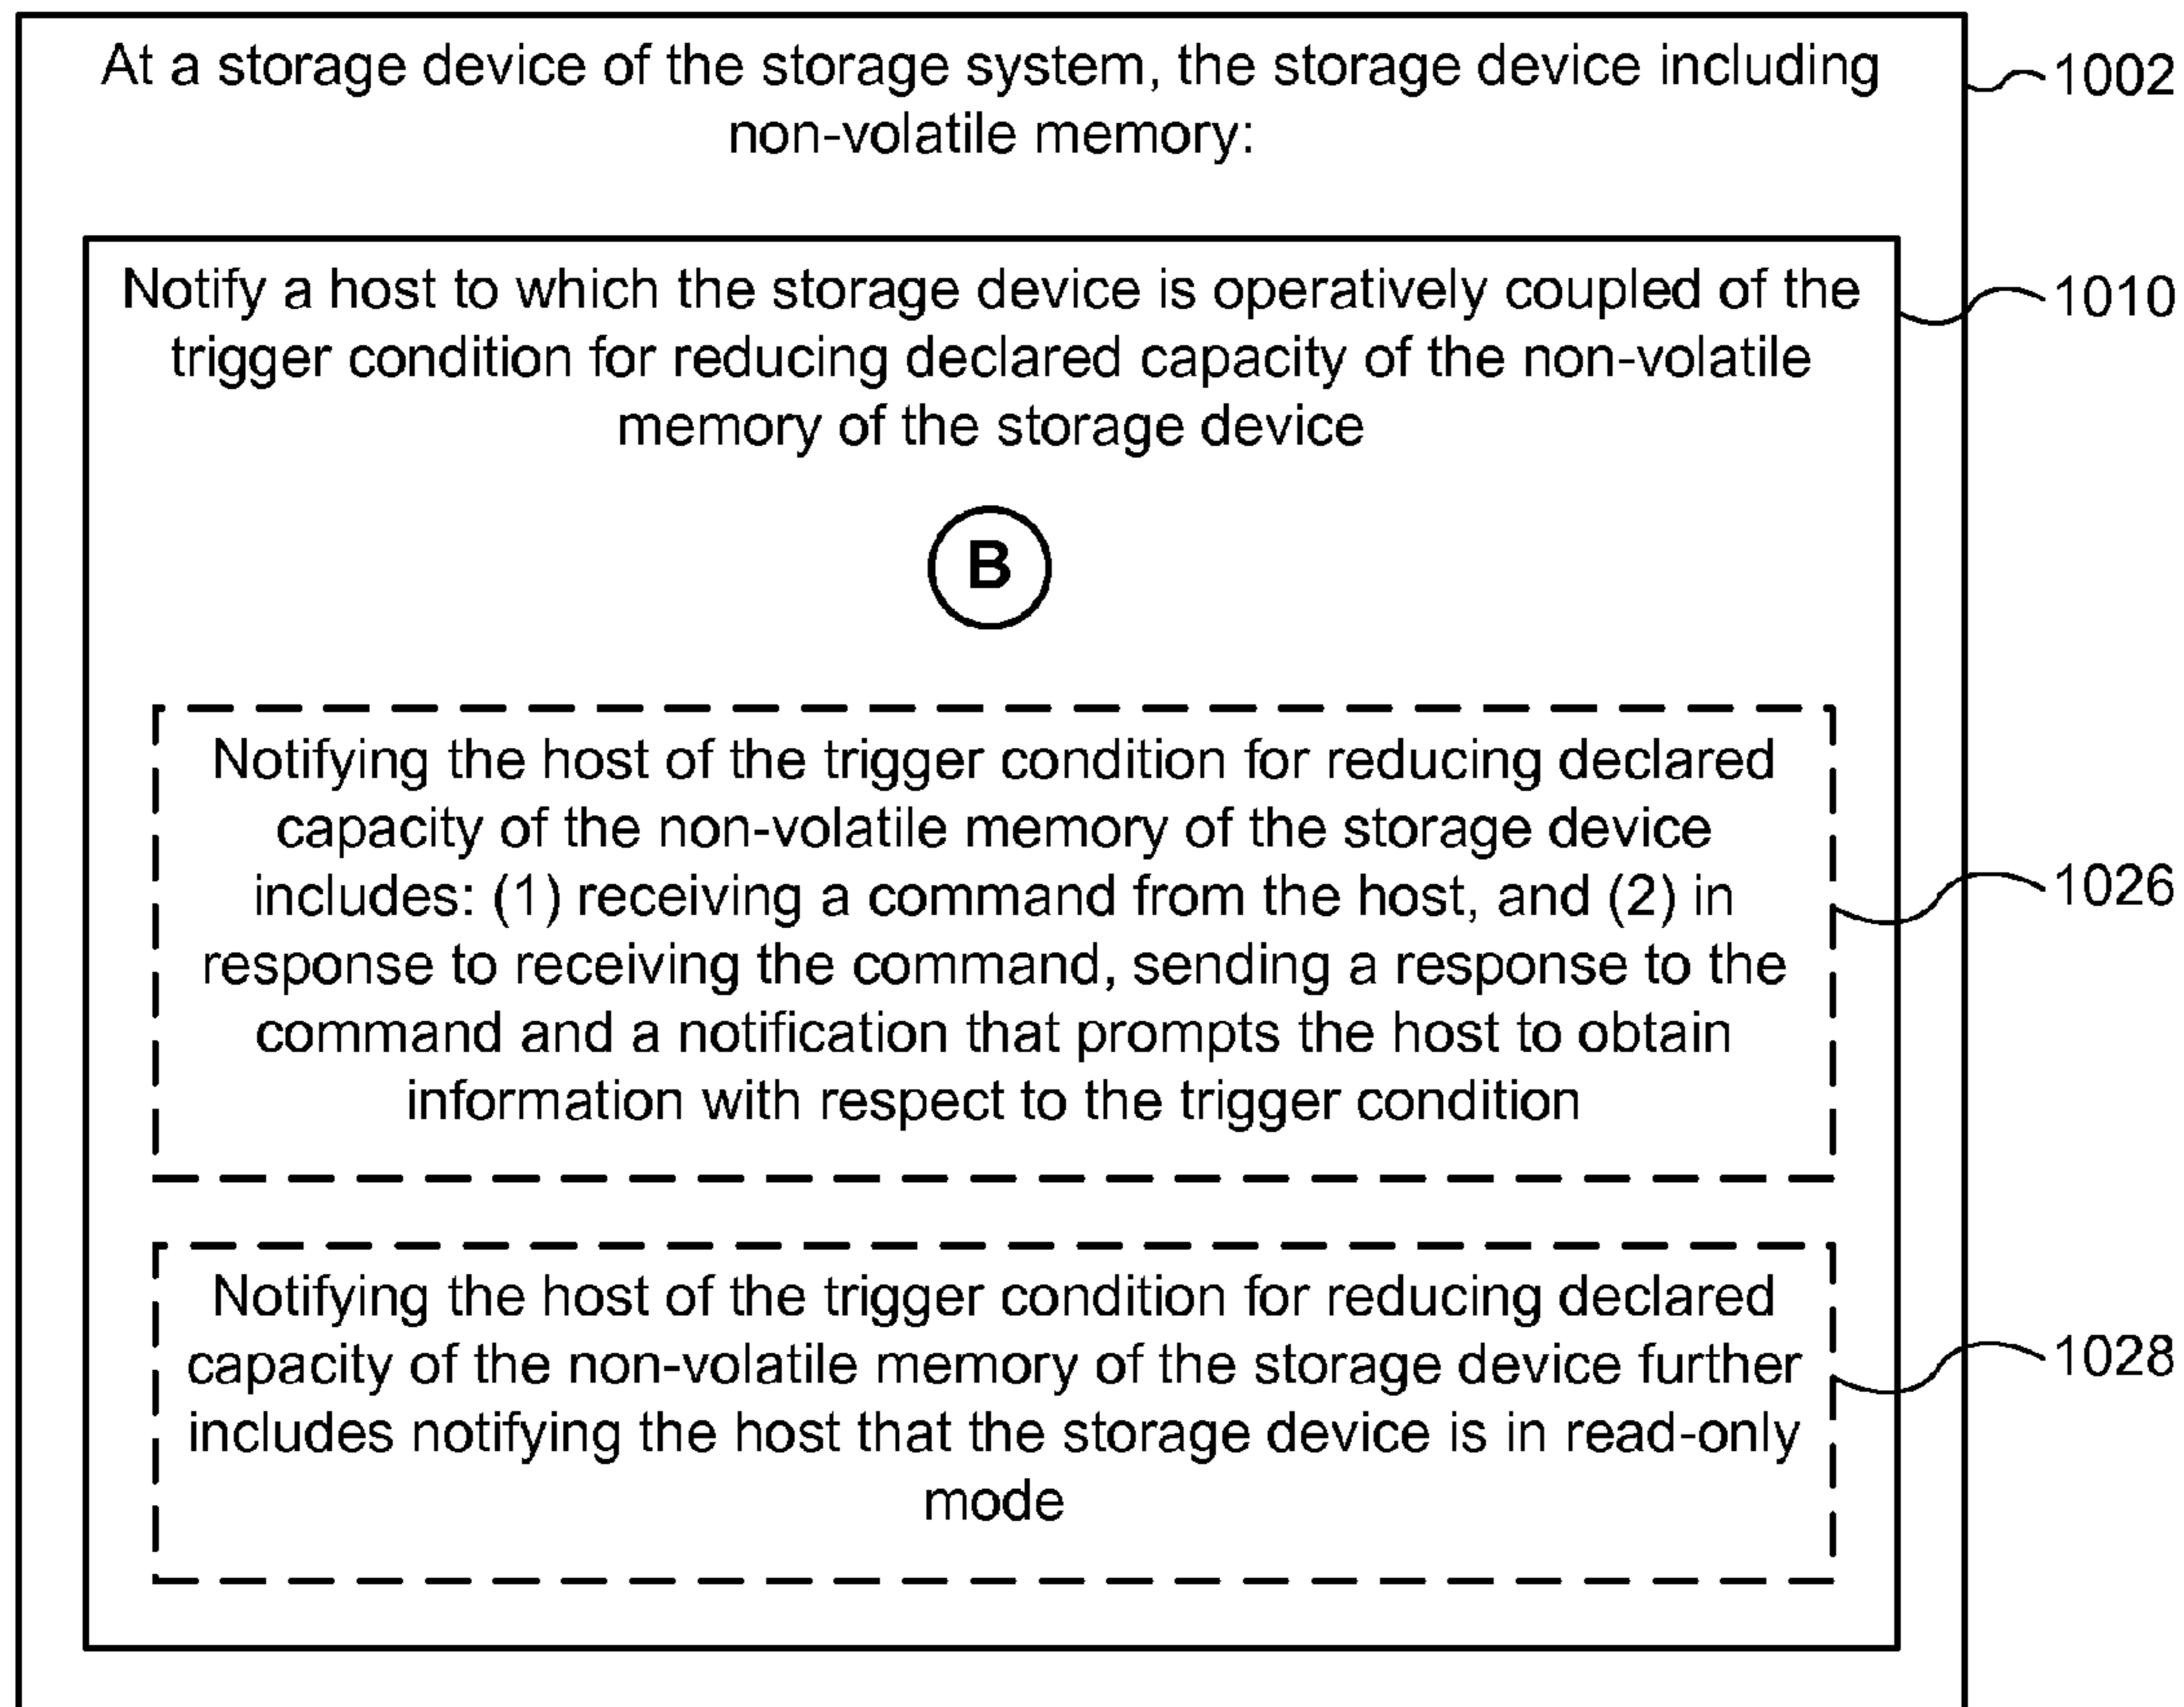 At a storage device of the storage system, the storage device including
non-volatile memory:
1002
Notify a host to which the storage device is operatively coupled of the
trigger condition for reducing declared capacity of the non-volatile
memory of the storage device
1010
B
Notifying the host of the trigger condition for reducing declared
capacity of the non-volatile memory of the storage device
includes: (1) receiving a command from the host, and (2) in
response to receiving the command, sending a response to the
command and a notification that prompts the host to obtain
information with respect to the trigger condition
1026
Notifying the host of the trigger condition for reducing declared
capacity of the non-volatile memory of the storage device further
includes notifying the host that the storage device is in read-only
mode
1028